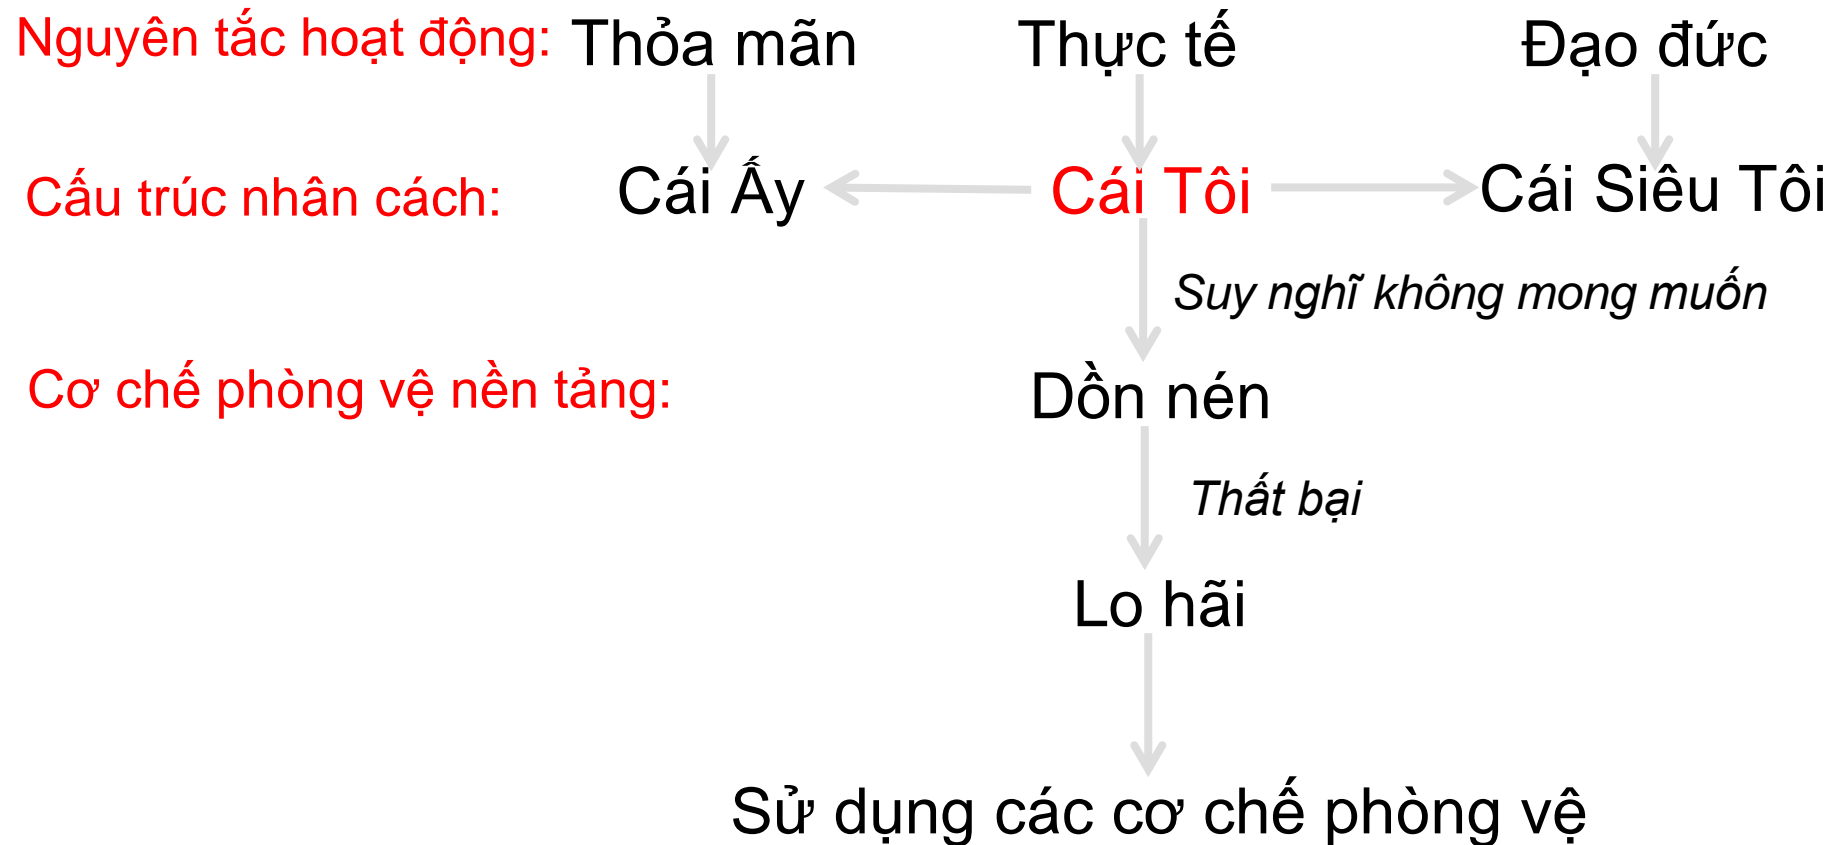 Nguyên tắc hoạt động: Thỏa mãn Thực tế Đạo đức
Cấu trúc nhân cách: Cái Ấy Cái Tôi Cái Siêu Tôi
Suy nghĩ không mong muốn
Cơ chế phòng vệ nền tảng: Dồn nén
Thất bại
Lo hãi
Sử dụng các cơ chế phòng vệ